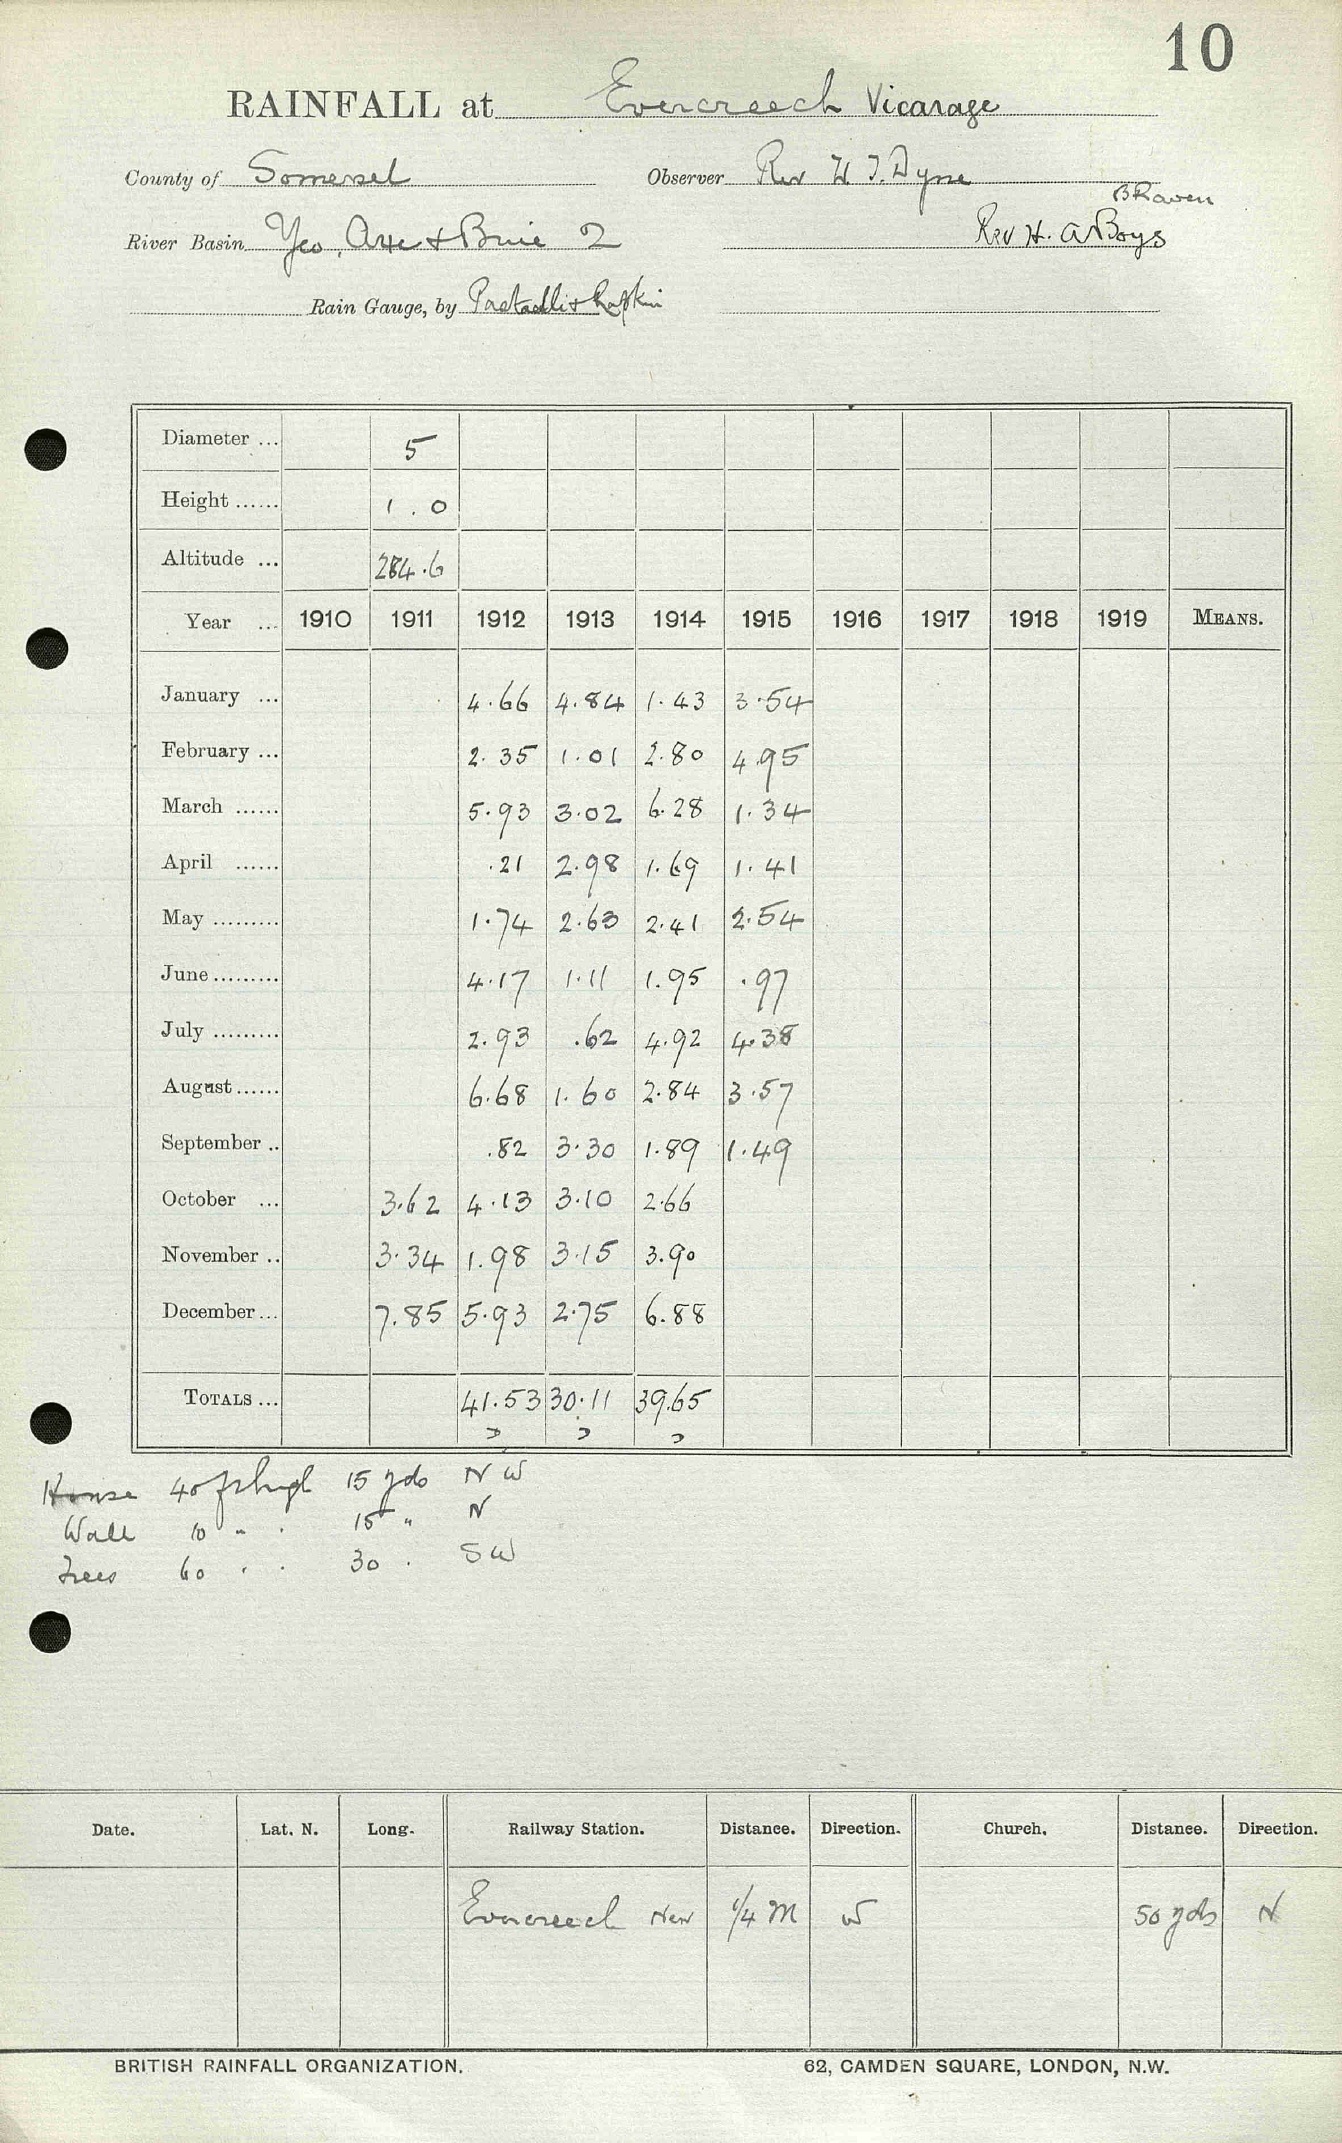 10
RAINFALL at Evercreech Vicarage
County of Somerset Observer Rev W T. Dyne
B Raven
River Basin Yeo, Axe & Brue 2 Rev H. A Boys
Rain Gauge, by Pastorelli & Rapkin
Diameter ... 5
Height ...... 1.0
Altitude ... 284.6
Year ... 1910 1911 1912 1913 1914 1915 1916 1917 1918 1919 MEANS.
January ... 4.66 4.84 1.43 3.54
February ... 2.35 1.01 2.80 4.95
March ...... 5.93 3.02 6.28 1.34
April ...... .21 2.98 1.69 1.41
May ......... 1.74 2.63 2.41 2.54
June ......... 4.17 1.11 1.95 .97
July ......... 2.93 .62 4.92 4.38
August ...... 6.68 1.60 2.84 3.57
September .. .82 3.30 1.89 1.49
October ... 3.62 4.13 3.10 2.66
November .. 3.34 1.98 3.15 3.90
December ... 7.85 5.93 2.75 6.88
TOTALS ... 41.53 30.11 39.65
House 40 ft high 15 yds NW
Wall 10 " . 15 " N
Trees 60 . . 30 . SW
Date. Lat. N. Long. Railway Station. Distance. Direction. Church. Distance. Direction.
Evercreech New 1/4 M W 50 yds N
BRITISH RAINFALL ORGANIZATION. 62, CAMDEN SQUARE, LONDON, N.W.